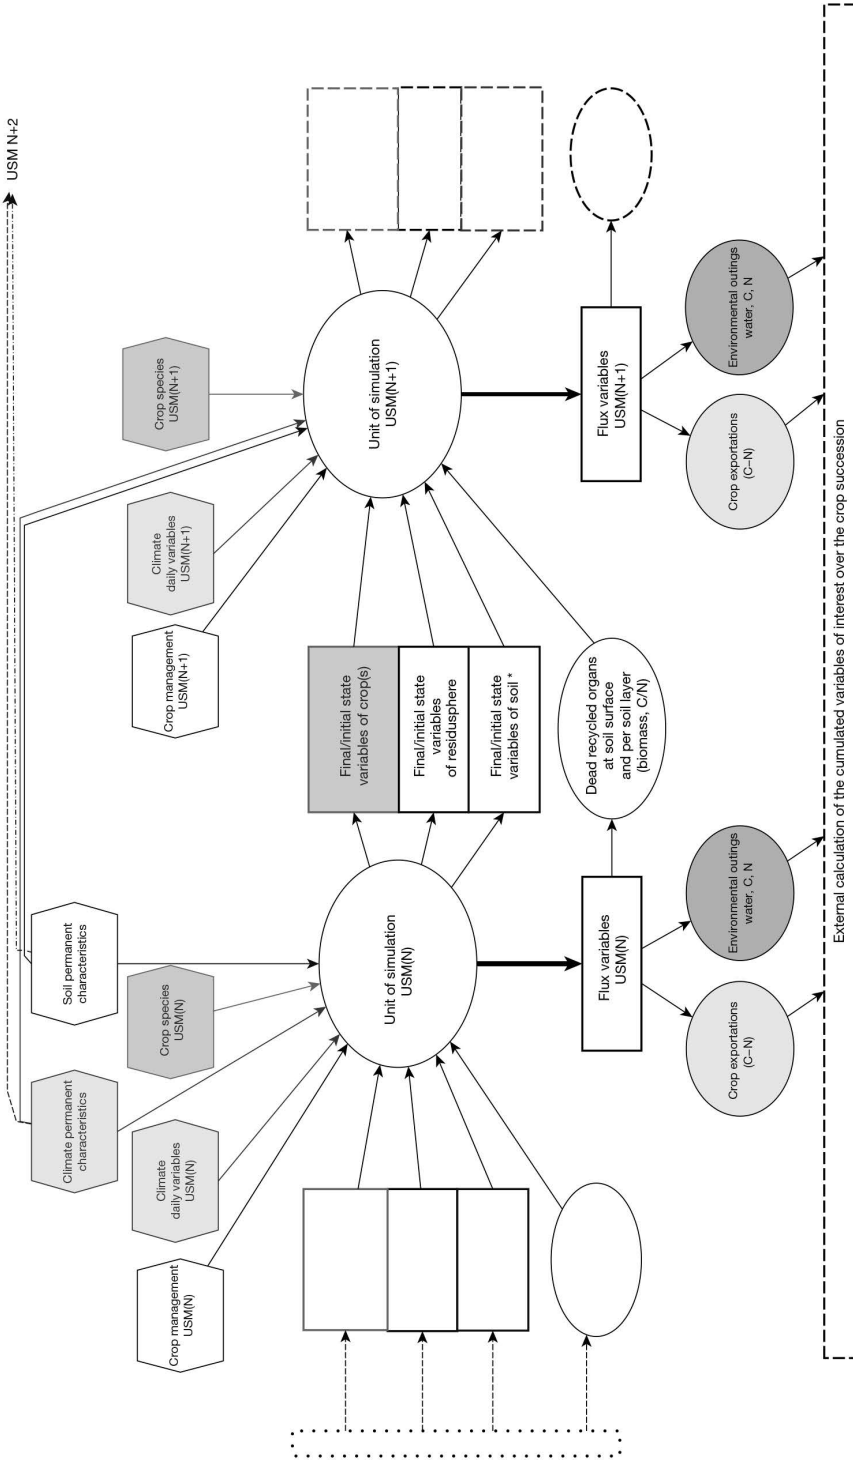 USM N+2
Climate permanent
characteristics
Soil permanent
characteristics
Crop management
USM(N)
Climate
daily variables
USM(N)
Crop species
USM(N)
Crop management
USM(N+1)
Climate
daily variables
USM(N+1)
Crop species
USM(N+1)
Unit of simulation
USM(N)
Final/initial state
variables of crop(s)
Final/initial state
variables
of residusphere
Final/initial state
variables of soil *
Unit of simulation
USM(N+1)
Dead recycled organs
at soil surface
and per soil layer
(biomass, C/N)
Flux variables
USM(N)
Flux variables
USM(N+1)
Crop exportations
(C–N)
Environmental outings
water, C, N
Crop exportations
(C–N)
Environmental outings
water, C, N
External calculation of the cumulated variables of interest over the crop succession